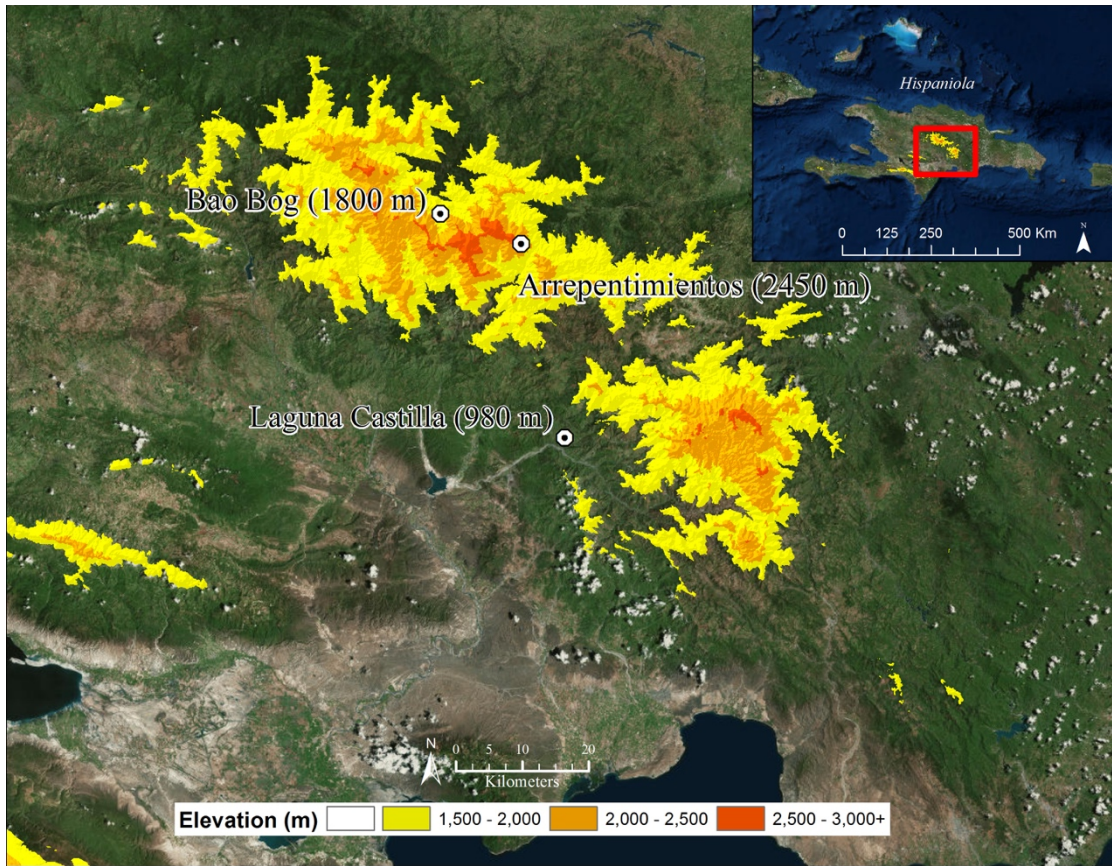 Hispaniola
0 125 250 500 Km
N
Bao Bog (1800 m)
Arrepentimientos (2450 m)
Laguna Castilla (980 m)
N
0 5 10 20
Kilometers
Elevation (m) 1,500 - 2,000 2,000 - 2,500 2,500 - 3,000+